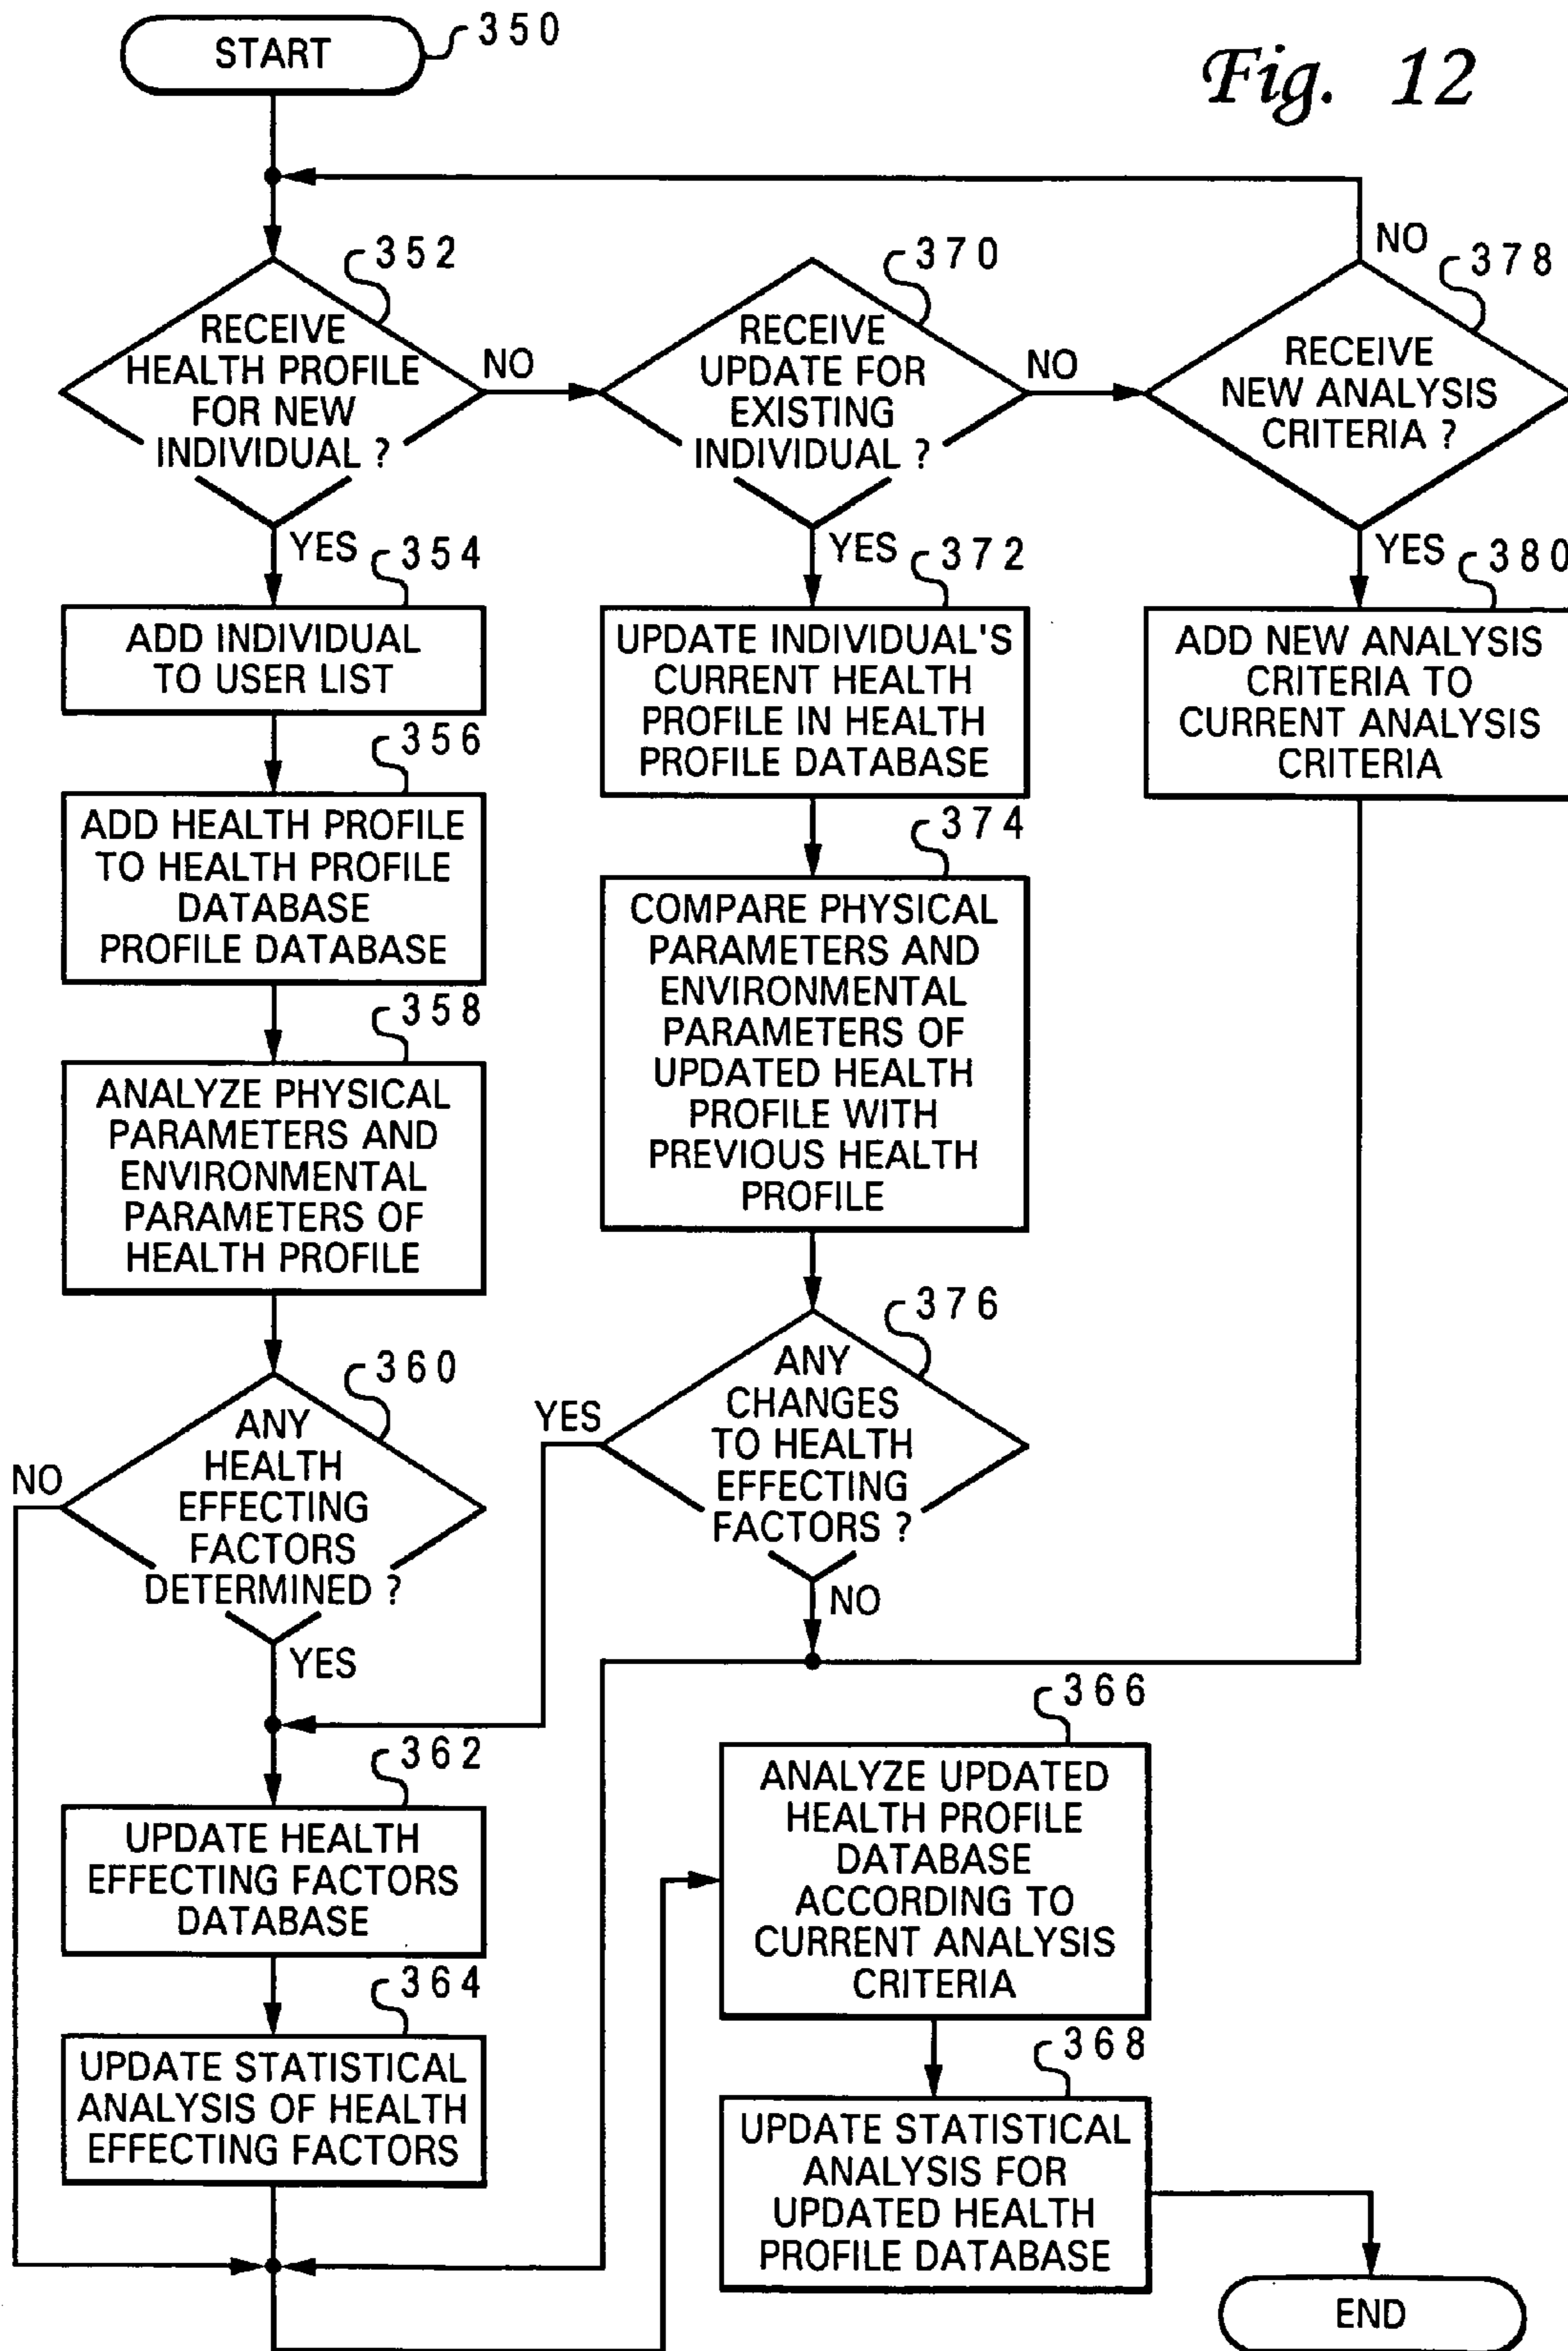 START
350
Fig. 12
352
RECEIVE
HEALTH PROFILE
FOR NEW
INDIVIDUAL ?
NO
YES
370
RECEIVE
UPDATE FOR
EXISTING
INDIVIDUAL ?
NO
YES
378
NO
RECEIVE
NEW ANALYSIS
CRITERIA ?
YES
354
ADD INDIVIDUAL
TO USER LIST
372
UPDATE INDIVIDUAL'S
CURRENT HEALTH
PROFILE IN HEALTH
PROFILE DATABASE
380
ADD NEW ANALYSIS
CRITERIA TO
CURRENT ANALYSIS
CRITERIA
356
ADD HEALTH PROFILE
TO HEALTH PROFILE
DATABASE
PROFILE DATABASE
374
COMPARE PHYSICAL
PARAMETERS AND
ENVIRONMENTAL
PARAMETERS OF
UPDATED HEALTH
PROFILE WITH
PREVIOUS HEALTH
PROFILE
358
ANALYZE PHYSICAL
PARAMETERS AND
ENVIRONMENTAL
PARAMETERS OF
HEALTH PROFILE
376
ANY
CHANGES
TO HEALTH
EFFECTING
FACTORS ?
YES
NO
360
ANY
HEALTH
EFFECTING
FACTORS
DETERMINED ?
NO
YES
362
UPDATE HEALTH
EFFECTING FACTORS
DATABASE
366
ANALYZE UPDATED
HEALTH PROFILE
DATABASE
ACCORDING TO
CURRENT ANALYSIS
CRITERIA
364
UPDATE STATISTICAL
ANALYSIS OF HEALTH
EFFECTING FACTORS
368
UPDATE STATISTICAL
ANALYSIS FOR
UPDATED HEALTH
PROFILE DATABASE
END